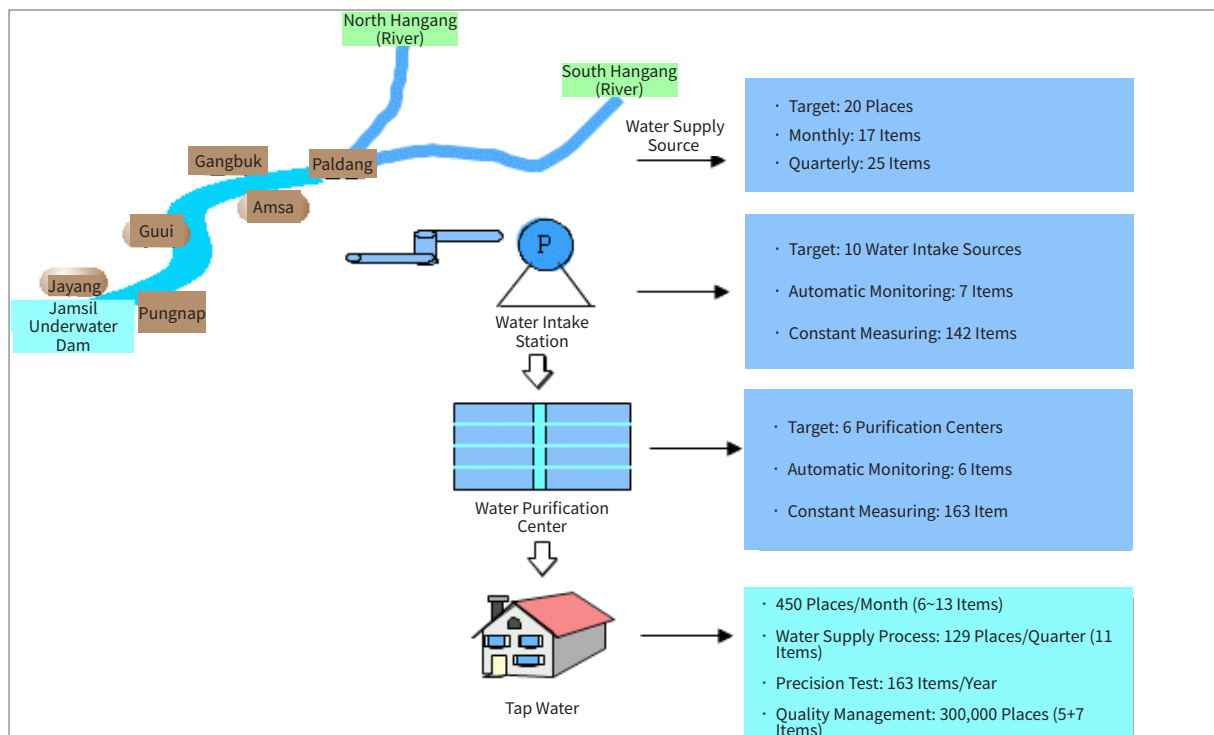 North Hangang
(River)
South Hangang
(River)
Water Supply
Source
Gangbuk
Paldang
Amsa
Guui
Jayang
Jamsil
Underwater
Dam
Pungnap
· Target: 20 Places
· Monthly: 17 Items
· Quarterly: 25 Items
P
Water Intake
Station
· Target: 10 Water Intake Sources
· Automatic Monitoring: 7 Items
· Constant Measuring: 142 Items
Water Purification
Center
· Target: 6 Purification Centers
· Automatic Monitoring: 6 Items
· Constant Measuring: 163 Item
Tap Water
· 450 Places/Month (6~13 Items)
· Water Supply Process: 129 Places/Quarter (11
Items)
· Precision Test: 163 Items/Year
· Quality Management: 300,000 Places (5+7
Items)